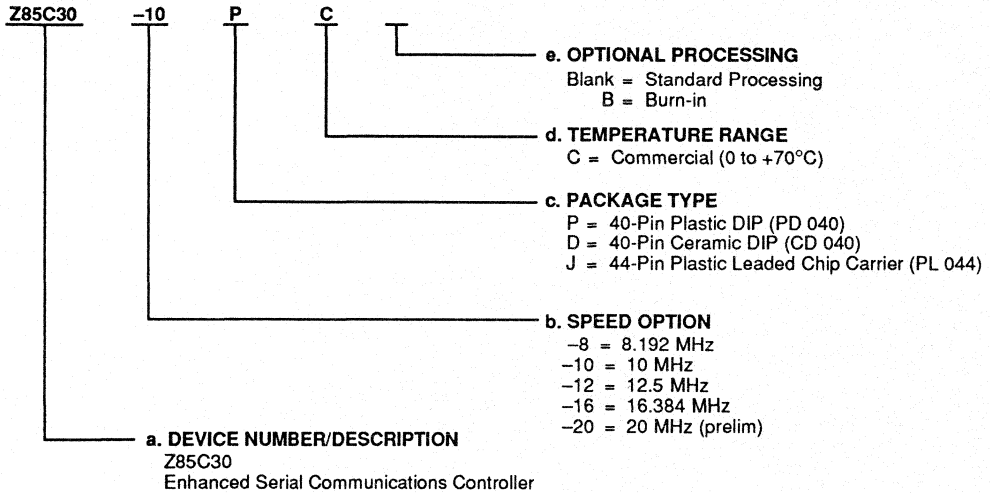 Z85C30 –10 P C
e. OPTIONAL PROCESSING
Blank = Standard Processing
B = Burn-in
d. TEMPERATURE RANGE
C = Commercial (0 to +70°C)
c. PACKAGE TYPE
P = 40-Pin Plastic DIP (PD 040)
D = 40-Pin Ceramic DIP (CD 040)
J = 44-Pin Plastic Leaded Chip Carrier (PL 044)
b. SPEED OPTION
–8 = 8.192 MHz
–10 = 10 MHz
–12 = 12.5 MHz
–16 = 16.384 MHz
–20 = 20 MHz (prelim)
a. DEVICE NUMBER/DESCRIPTION
Z85C30
Enhanced Serial Communications Controller